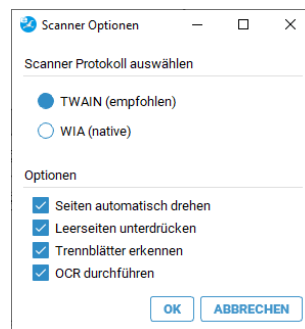 Scanner Optionen
Scanner Protokoll auswählen
TWAIN (empfohlen)
WIA (native)
Optionen
Seiten automatisch drehen
Leerseiten unterdrücken
Trennblätter erkennen
OCR durchführen
OK ABBRECHEN